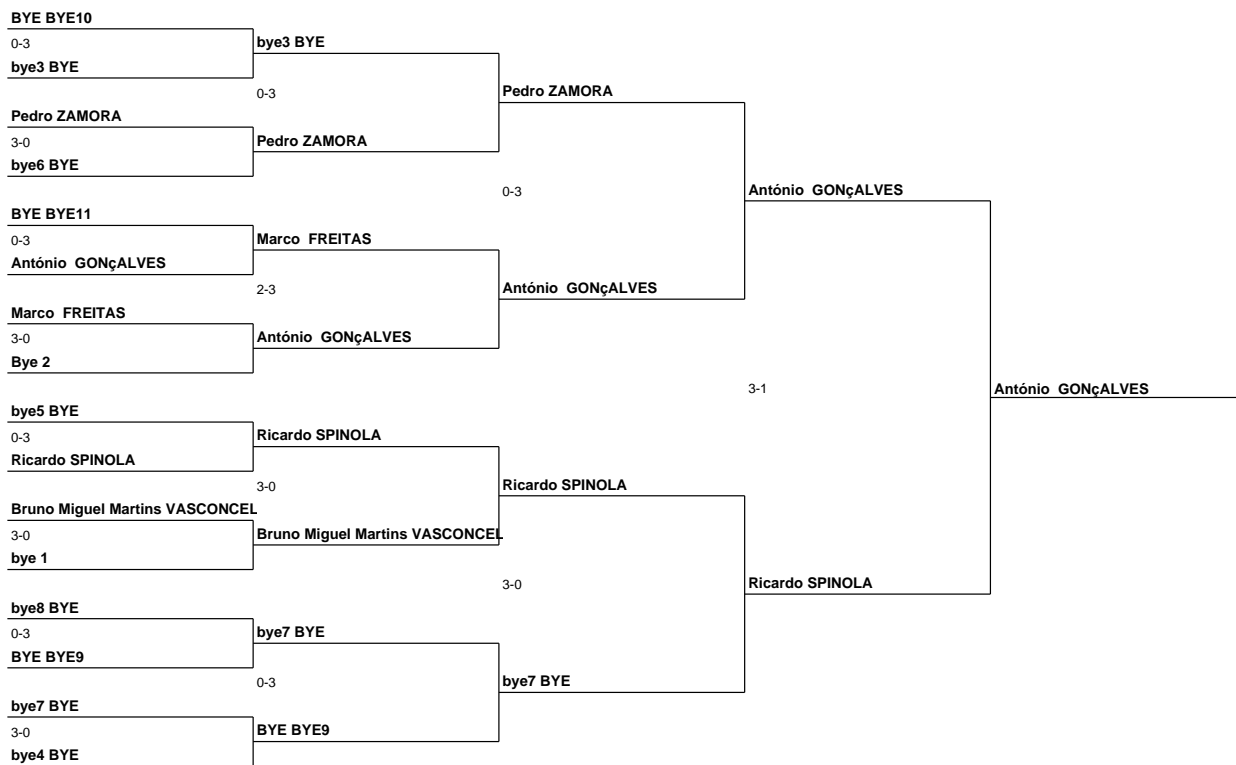 BYE BYE10
0-3
bye3 BYE
Pedro ZAMORA
3-0
bye6 BYE
BYE BYE11
0-3
António  GONçALVES
Marco  FREITAS
3-0
Bye 2
bye5 BYE
0-3
Ricardo SPINOLA
Bruno Miguel Martins VASCONCEL
3-0
bye 1
bye8 BYE
0-3
BYE BYE9
bye7 BYE
3-0
bye4 BYE
bye3 BYE
0-3
Pedro ZAMORA
Marco  FREITAS
2-3
António  GONçALVES
Ricardo SPINOLA
3-0
Bruno Miguel Martins VASCONCEL
bye7 BYE
0-3
BYE BYE9
Pedro ZAMORA
0-3
António  GONçALVES
Ricardo SPINOLA
3-0
bye7 BYE
António  GONçALVES
3-1
Ricardo SPINOLA
António  GONçALVES